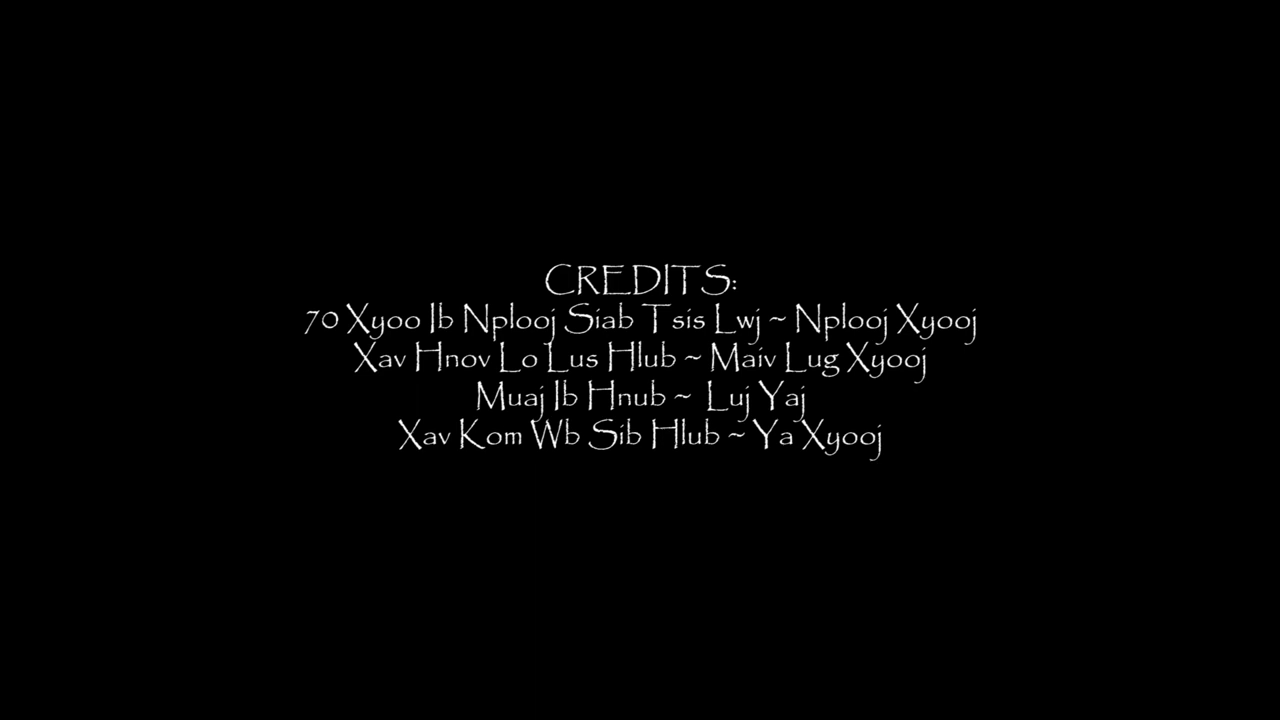 CREDITS:
70 Xyoo Ib Nplooj Siab Tsis Lwj ~ Nplooj Xyooj
Xav Hnov Lo Lus Hlub ~ Maiv Lug Xyooj
Muaj Ib Hnub ~ Luj Yaj
Xav Kom Wb Sib Hlub ~ Ya Xyooj